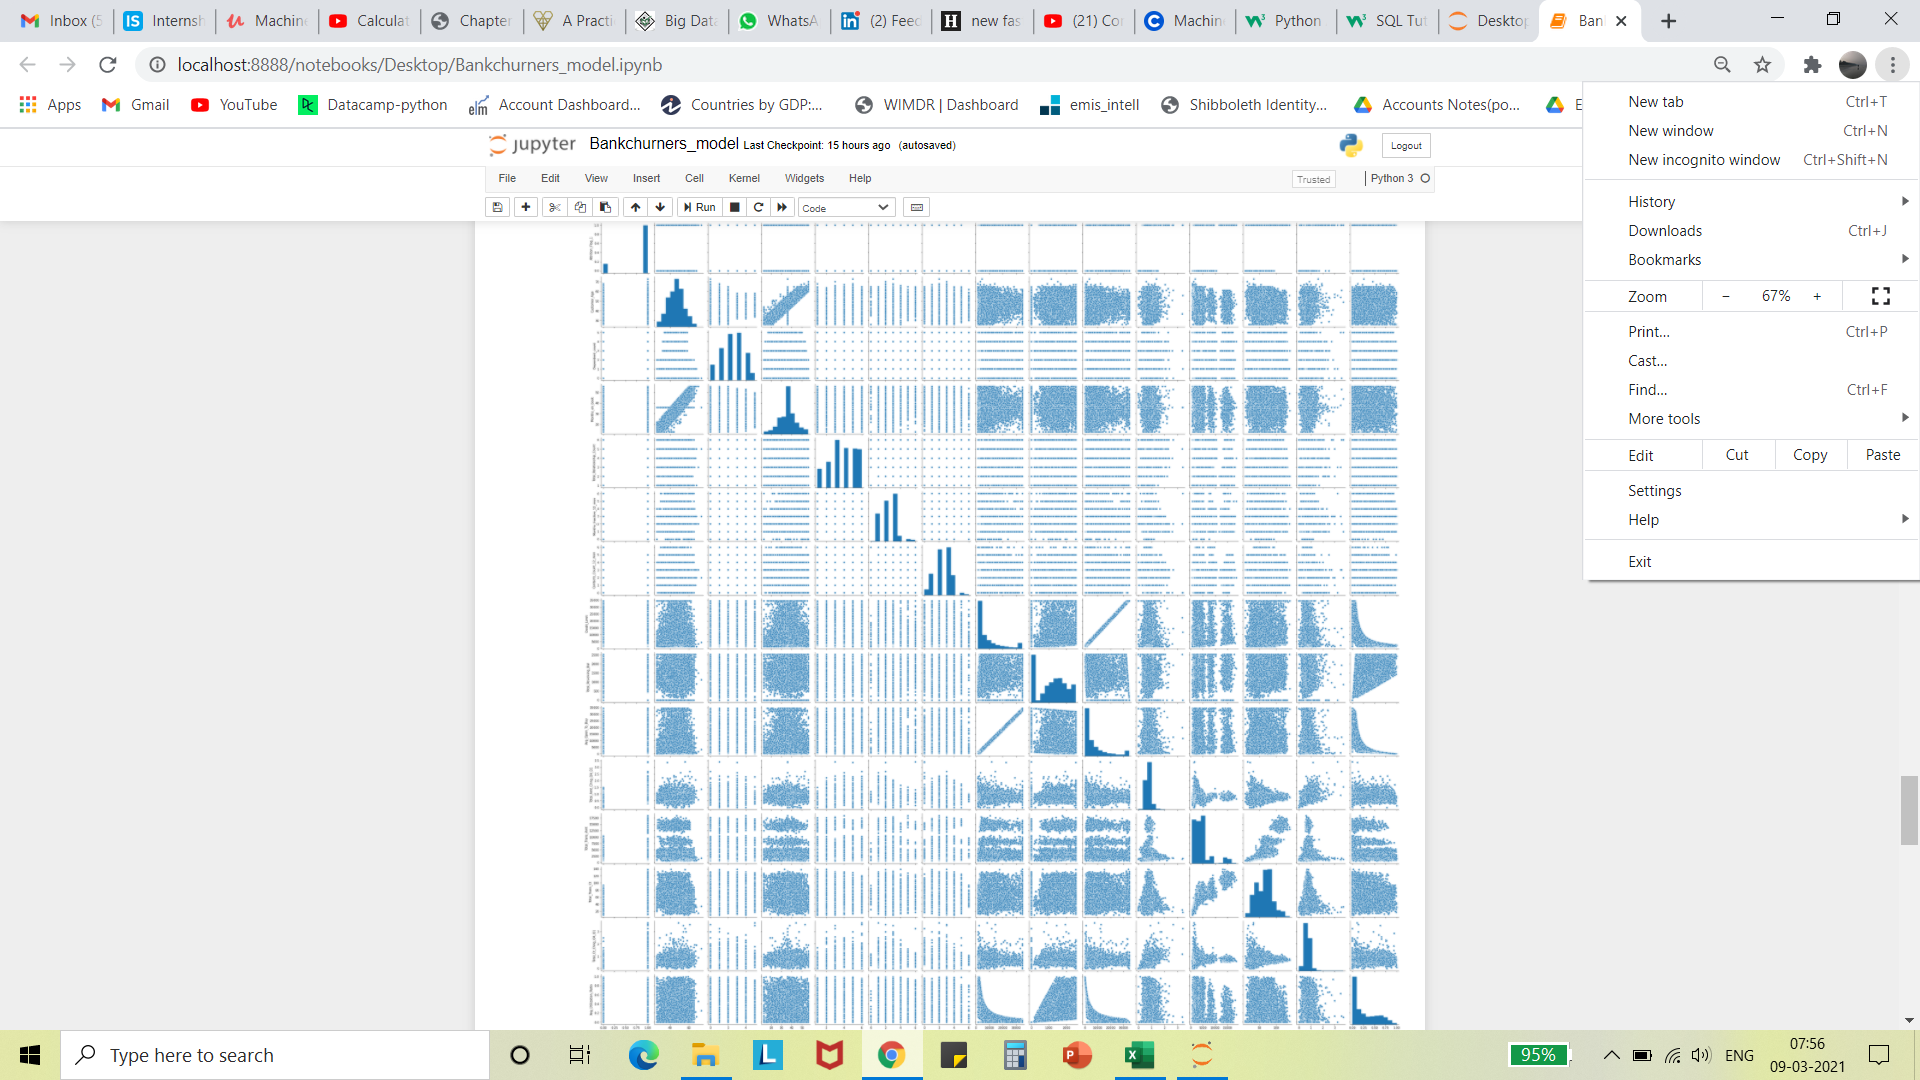 Inbox (5
Internsh
Machine
Calculat
Chapter
A Practi
Big Data
WhatsA
(2) Feed
new fas
(21) Cor
Machine
Python
SQL Tut
Desktop
Ban
localhost:8888/notebooks/Desktop/Bankchurners_model.ipynb
Apps
Gmail
YouTube
Datacamp-python
Account Dashboard...
Countries by GDP:...
WIMDR | Dashboard
emis_intell
Shibboleth Identity...
Accounts Notes(po...
E
jupyter Bankchurners_model Last Checkpoint: 15 hours ago (autosaved)
Logout
File Edit View Insert Cell Kernel Widgets Help
Trusted
Python 3
Run
Code
New tab Ctrl+T
New window Ctrl+N
New incognito window Ctrl+Shift+N
History
Downloads Ctrl+J
Bookmarks
Zoom - 67% +
Print... Ctrl+P
Cast...
Find... Ctrl+F
More tools
Edit Cut Copy Paste
Settings
Help
Exit
Type here to search
95%
ENG
07:56
09-03-2021